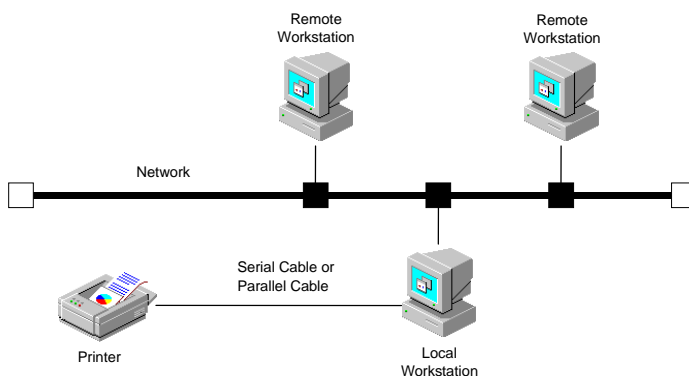 Remote
Workstation
Remote
Workstation
Network
Serial Cable or
Parallel Cable
Printer
Local
Workstation